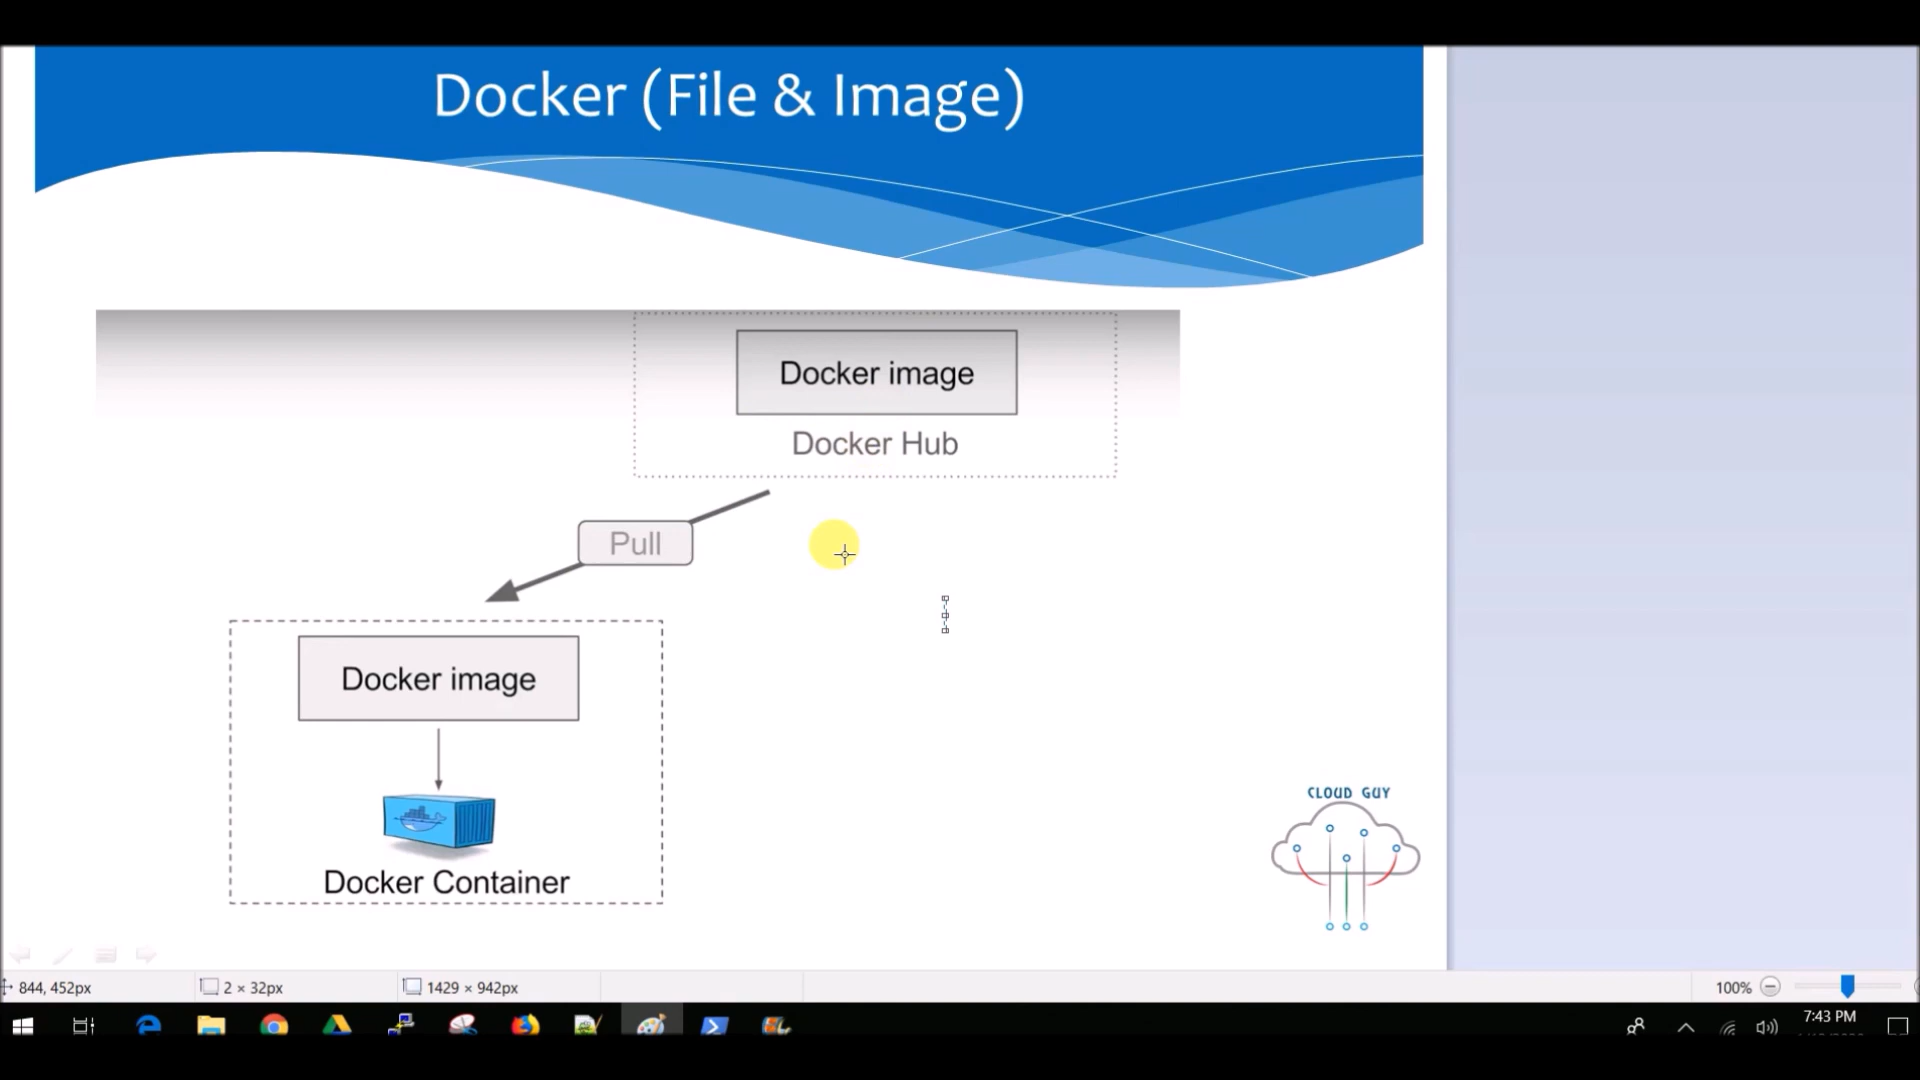 Docker (File & Image)
Docker image
Docker Hub
Pull
Docker image
Docker Container
CLOUD GUY
844, 452px
2 × 32px
1429 × 942px
100%
7:43 PM